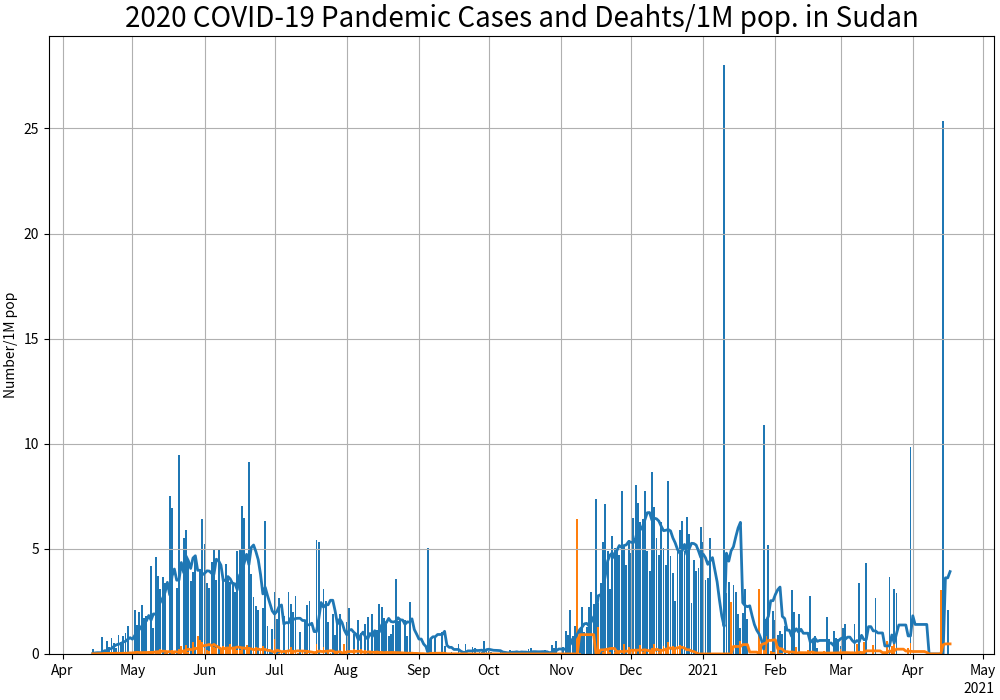 2020 COVID-19 Pandemic Cases and Deahts/1M pop. in Sudan
Number/1M pop
25
20
15
10
5
0
Apr May Jun Jul Aug Sep Oct Nov Dec 2021 Feb Mar Apr May
2021